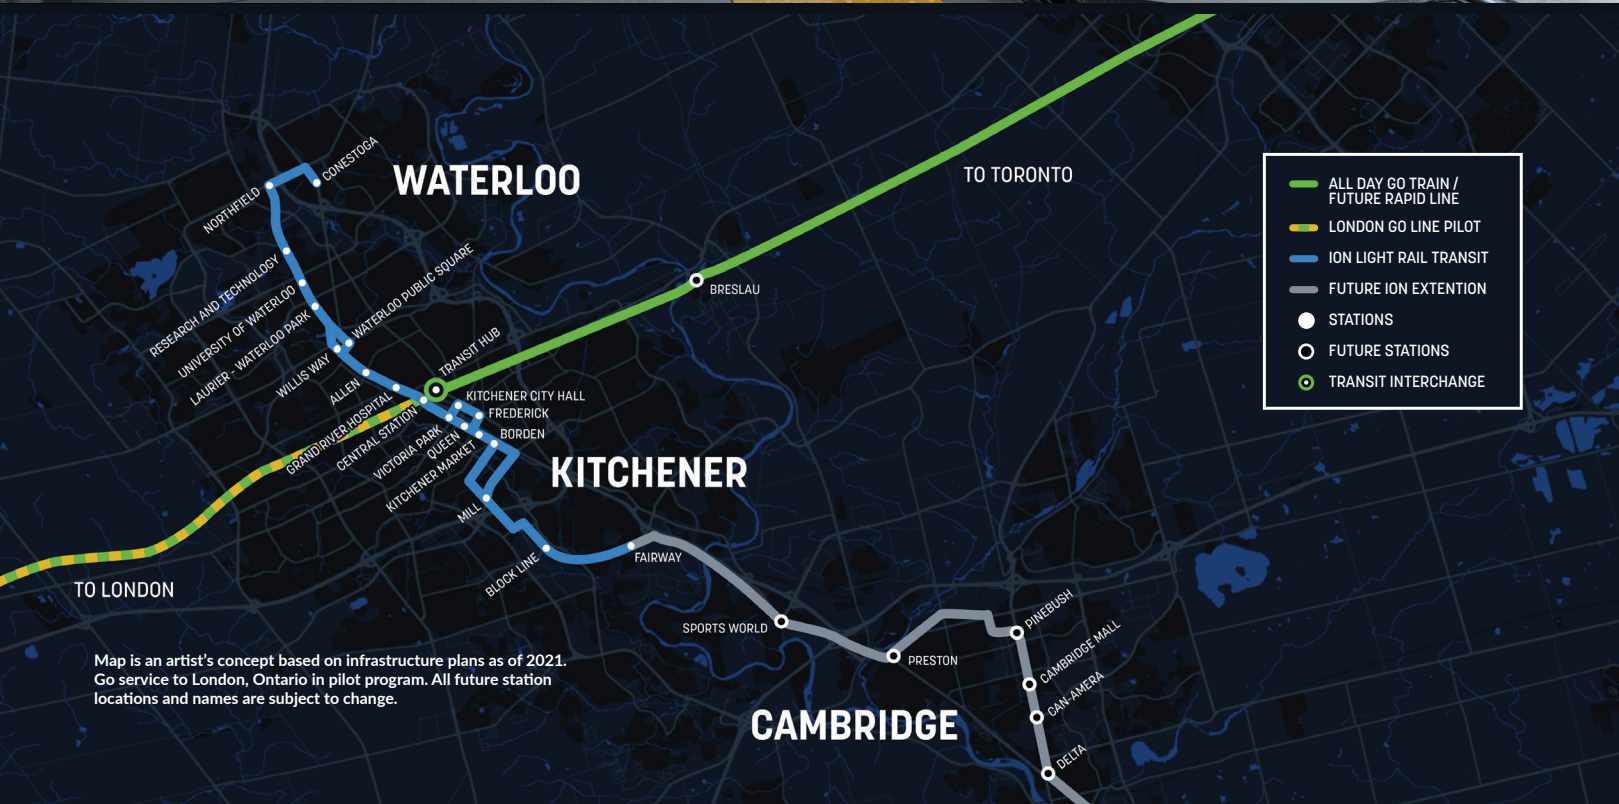 WATERLOO
CONESTOGA
NORTHFIELD
RESEARCH AND TECHNOLOGY
UNIVERSITY OF WATERLOO
LAURIER - WATERLOO PARK
WATERLOO PUBLIC SQUARE
WILLIS WAY
ALLEN
GRAND RIVER HOSPITAL
CENTRAL STATION
TRANSIT HUB
KITCHENER CITY HALL
FREDERICK
VICTORIA PARK
QUEEN
KITCHENER MARKET
BORDEN
KITCHENER
MILL
BLOCK LINE
FAIRWAY
BRESLAU
TO TORONTO
TO LONDON
SPORTS WORLD
PRESTON
PINEBUSH
CAMBRIDGE MALL
CAN-AMERA
DELTA
CAMBRIDGE
ALL DAY GO TRAIN /
FUTURE RAPID LINE
LONDON GO LINE PILOT
ION LIGHT RAIL TRANSIT
FUTURE ION EXTENTION
STATIONS
FUTURE STATIONS
TRANSIT INTERCHANGE
Map is an artist’s concept based on infrastructure plans as of 2021.
Go service to London, Ontario in pilot program. All future station
locations and names are subject to change.